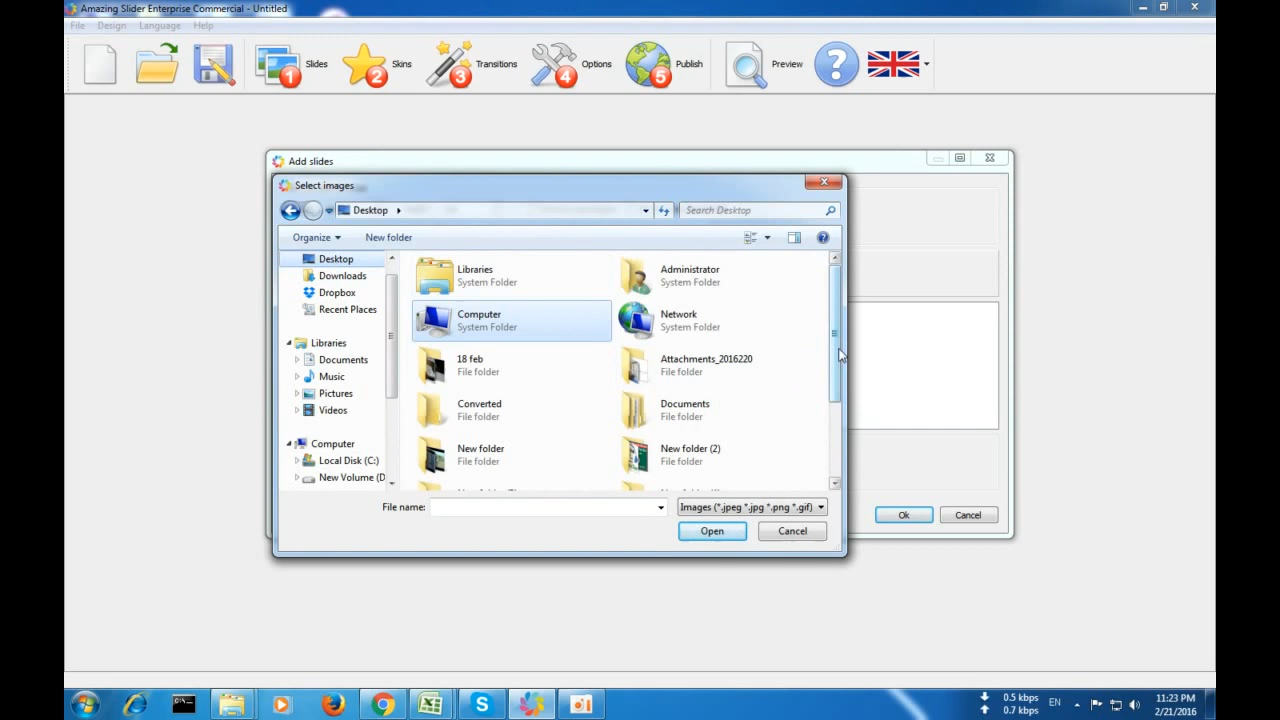 Amazing Slider Enterprise Commercial - Untitled
File Design Language Help
1 Slides 2 Skins 3 Transitions 4 Options 5 Publish Preview ?
Add slides
Select images
Desktop
Search Desktop
Organize New folder
Desktop
Downloads
Dropbox
Recent Places
Libraries
Documents
Music
Pictures
Videos
Computer
Local Disk (C:)
New Volume (D
Libraries
System Folder
Administrator
System Folder
Computer
System Folder
Network
System Folder
18 feb
File folder
Attachments_2016220
File folder
Converted
File folder
Documents
File folder
New folder
File folder
New folder (2)
File folder
File name:
Images (*.jpeg *.jpg *.png *.gif)
Open Cancel
Ok Cancel
0.5 kbps
0.7 kbps
EN
11:23 PM
2/21/2016